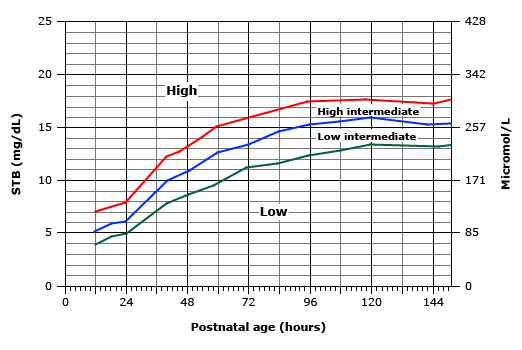 25
428
20
342
High
High intermediate
15
257
Low intermediate
10
171
Low
5
85
0
0
0
24
48
72
96
120
144
STB (mg/dL)
Micromol/L
Postnatal age (hours)